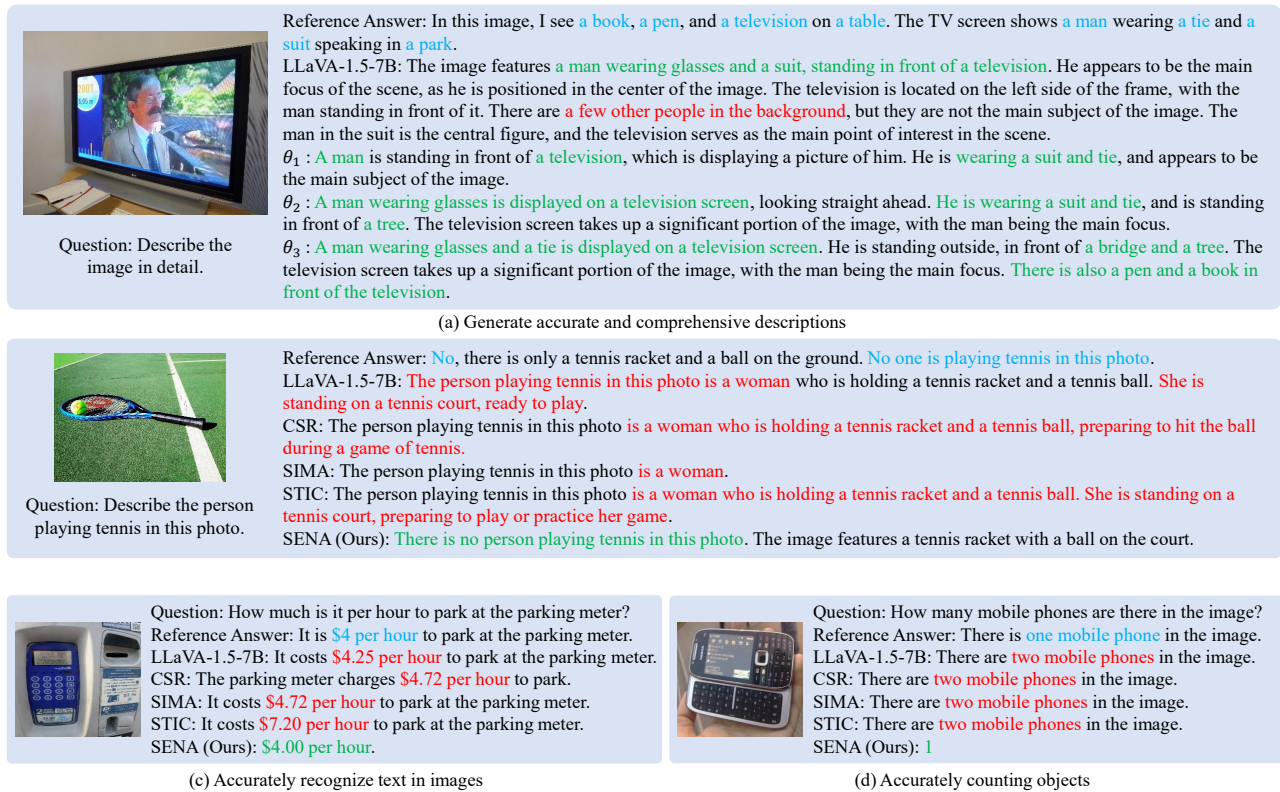 2001
5:05
Question: Describe the
image in detail.
Reference Answer: In this image, I see a book, a pen, and a television on a table. The TV screen shows a man wearing a tie and a
suit speaking in a park.
LLaVA-1.5-7B: The image features a man wearing glasses and a suit, standing in front of a television. He appears to be the main
focus of the scene, as he is positioned in the center of the image. The television is located on the left side of the frame, with the
man standing in front of it. There are a few other people in the background, but they are not the main subject of the image. The
man in the suit is the central figure, and the television serves as the main point of interest in the scene.
θ₁ : A man is standing in front of a television, which is displaying a picture of him. He is wearing a suit and tie, and appears to be
the main subject of the image.
θ₂ : A man wearing glasses is displayed on a television screen, looking straight ahead. He is wearing a suit and tie, and is standing
in front of a tree. The television screen takes up a significant portion of the image, with the man being the main focus.
θ₃ : A man wearing glasses and a tie is displayed on a television screen. He is standing outside, in front of a bridge and a tree. The
television screen takes up a significant portion of the image, with the man being the main focus. There is also a pen and a book in
front of the television.
(a) Generate accurate and comprehensive descriptions
Question: Describe the person
playing tennis in this photo.
Reference Answer: No, there is only a tennis racket and a ball on the ground. No one is playing tennis in this photo.
LLaVA-1.5-7B: The person playing tennis in this photo is a woman who is holding a tennis racket and a tennis ball. She is
standing on a tennis court, ready to play.
CSR: The person playing tennis in this photo is a woman who is holding a tennis racket and a tennis ball, preparing to hit the ball
during a game of tennis.
SIMA: The person playing tennis in this photo is a woman.
STIC: The person playing tennis in this photo is a woman who is holding a tennis racket and a tennis ball. She is standing on a
tennis court, preparing to play or practice her game.
SENA (Ours): There is no person playing tennis in this photo. The image features a tennis racket with a ball on the court.
Question: How much is it per hour to park at the parking meter?
Reference Answer: It is $4 per hour to park at the parking meter.
LLaVA-1.5-7B: It costs $4.25 per hour to park at the parking meter.
CSR: The parking meter charges $4.72 per hour to park.
SIMA: It costs $4.72 per hour to park at the parking meter.
STIC: It costs $7.20 per hour to park at the parking meter.
SENA (Ours): $4.00 per hour.
(c) Accurately recognize text in images
Question: How many mobile phones are there in the image?
Reference Answer: There is one mobile phone in the image.
LLaVA-1.5-7B: There are two mobile phones in the image.
CSR: There are two mobile phones in the image.
SIMA: There are two mobile phones in the image.
STIC: There are two mobile phones in the image.
SENA (Ours): 1
(d) Accurately counting objects